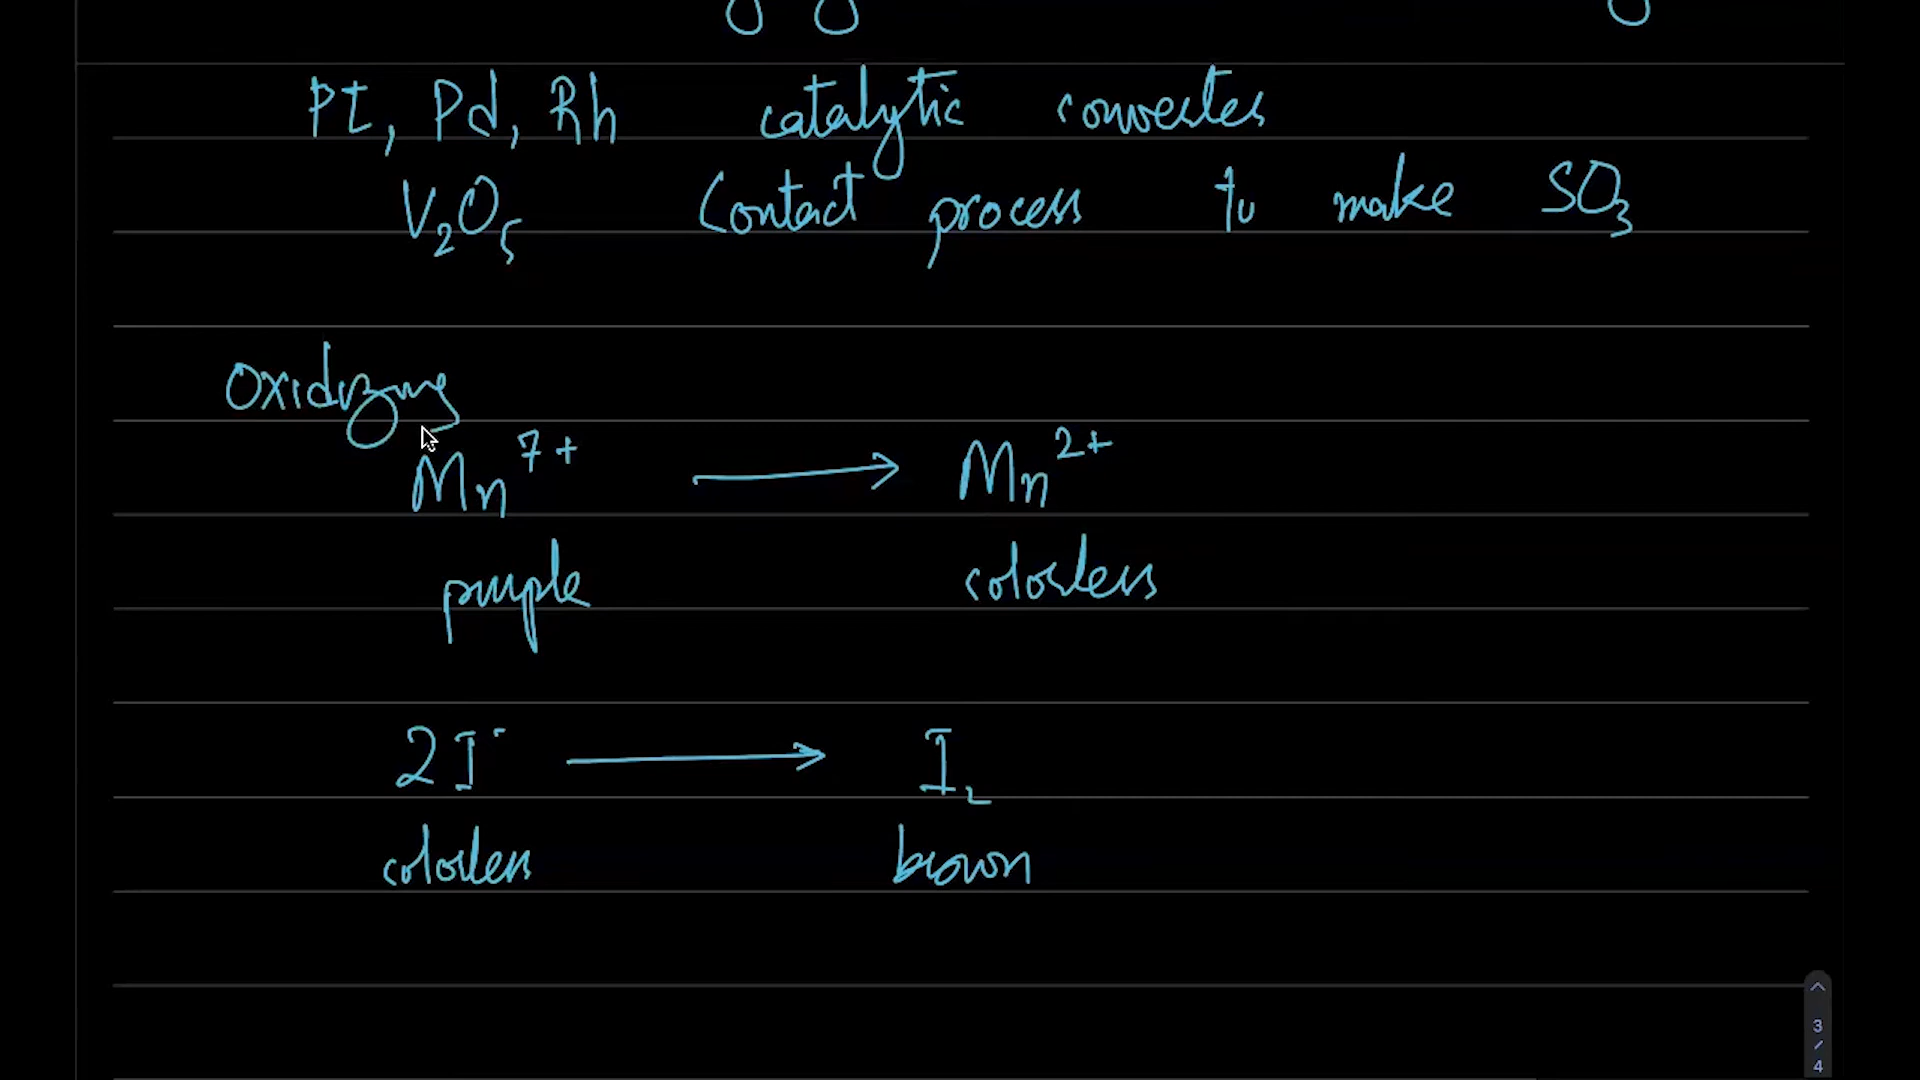 Pt, Pd, Rh catalytic converter
V₂O₅ Contact process to make SO₃
Oxidizing
Mn⁷⁺ → Mn²⁺
purple colorless
2I⁻ → I₂
colorless brown
3
/
4